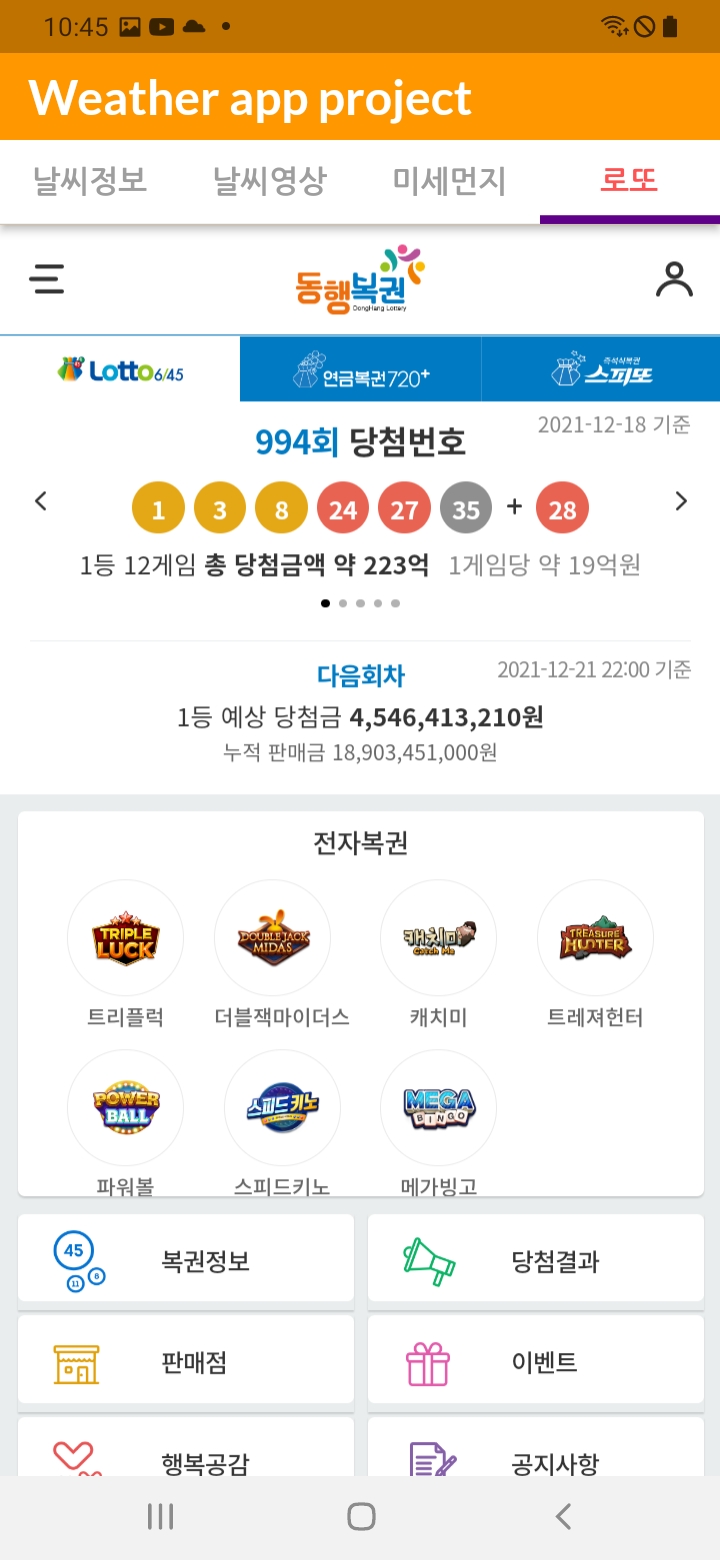 10:45
Weather app project
날씨정보 날씨영상 미세먼지 로또
동행복권
DongHang Lottery
Lotto6/45 연금복권720+ 즉석식복권 스피또
2021-12-18 기준
994회 당첨번호
1 3 8 24 27 35 + 28
1등 12게임 총 당첨금액 약 223억 1게임당 약 19억원
다음회차 2021-12-21 22:00 기준
1등 예상 당첨금 4,546,413,210원
누적 판매금 18,903,451,000원
전자복권
TRIPLE LUCK
DOUBLE JACK MIDAS
캐치미 Catch Me
TREASURE HUNTER
트리플럭 더블잭마이더스 캐치미 트레져헌터
POWER BALL
스피드키노
MEGA BINGO
파워볼 스피드키노 메가빙고
45 11 8 복권정보 당첨결과
판매점 이벤트
행복공감 공지사항